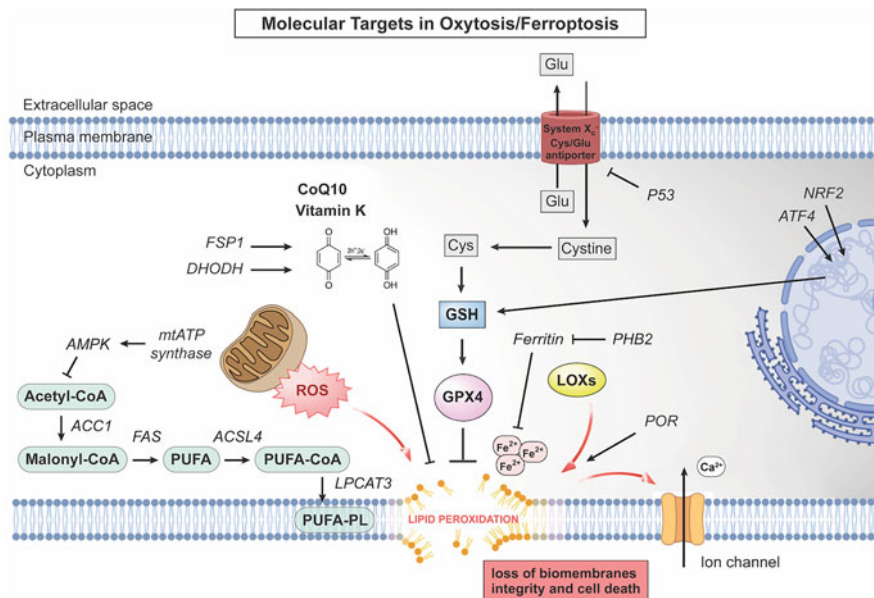 Molecular Targets in Oxytosis/Ferroptosis
Glu
Extracellular space
Plasma membrane
Cytoplasm
System Xc-
Cys/Glu
antiporter
Glu
P53
NRF2
ATF4
CoQ10
Vitamin K
FSP1
DHODH
O
O
OH
OH
Cys
Cystine
GSH
Ferritin
PHB2
AMPK
mtATP
synthase
ROS
GPX4
LOXs
Acetyl-CoA
ACC1
Malonyl-CoA
FAS
PUFA
ACSL4
PUFA-CoA
LPCAT3
PUFA-PL
Fe2+
Fe2+
Fe2+
POR
Ca2+
LIPID PEROXIDATION
Ion channel
loss of biomembranes
integrity and cell death